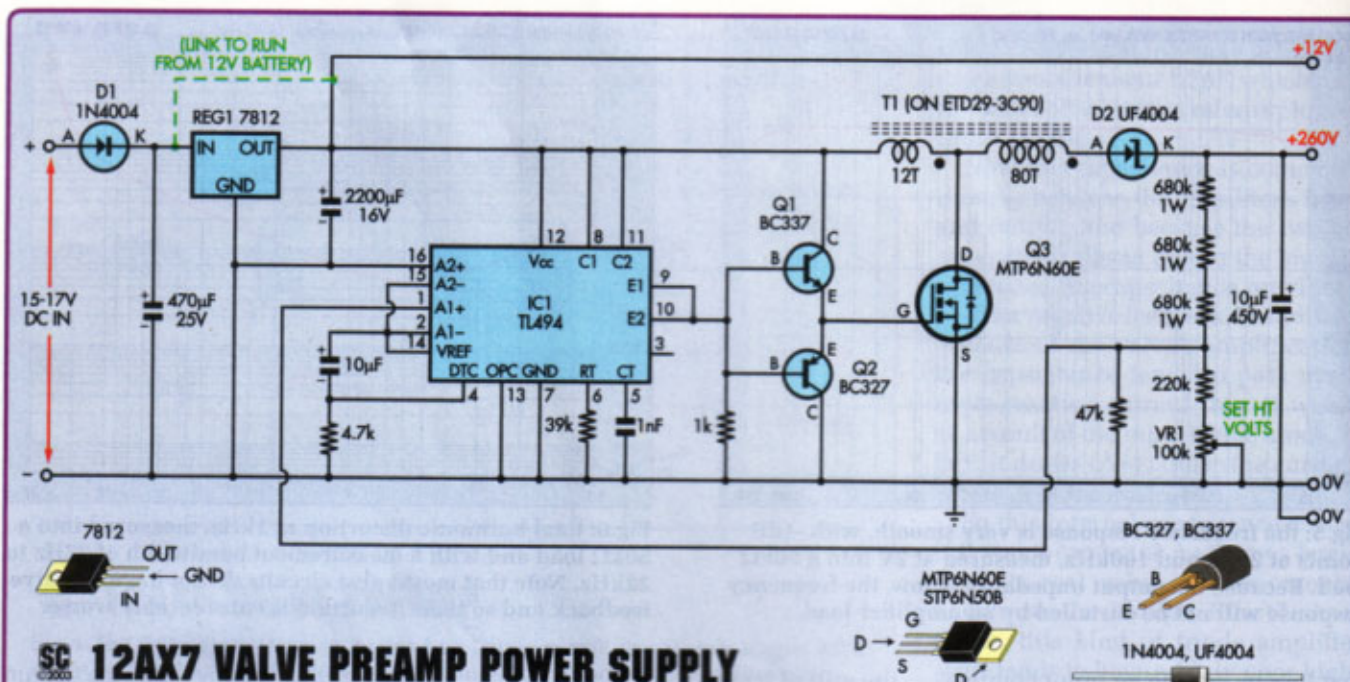 (LINK TO RUN
FROM 12V BATTERY)
+12V
D1
1N4004
A
K
REG1 7812
IN OUT
GND
T1 (ON ETD29-3C90)
12T
80T
D2 UF4004
A
K
+260V
+
15-17V
DC IN
–
470µF
25V
2200µF
16V
16
15
1
2
14
A2+
A2–
A1+
A1–
VREF
12
8
11
Vcc
C1
C2
IC1
TL494
E1
E2
9
10
3
DTC
OPC
GND
RT
CT
4
13
7
6
5
10µF
4.7k
39k
1nF
1k
Q1
BC337
B
C
E
Q2
BC327
B
E
C
Q3
MTP6N60E
D
G
S
680k
1W
680k
1W
680k
1W
10µF
450V
47k
220k
VR1
100k
SET HT
VOLTS
0V
0V
7812
OUT
GND
IN
MTP6N60E
STP6N50B
G
D
S
D
BC327, BC337
B
E
C
1N4004, UF4004
SC
©2003
12AX7 VALVE PREAMP POWER SUPPLY